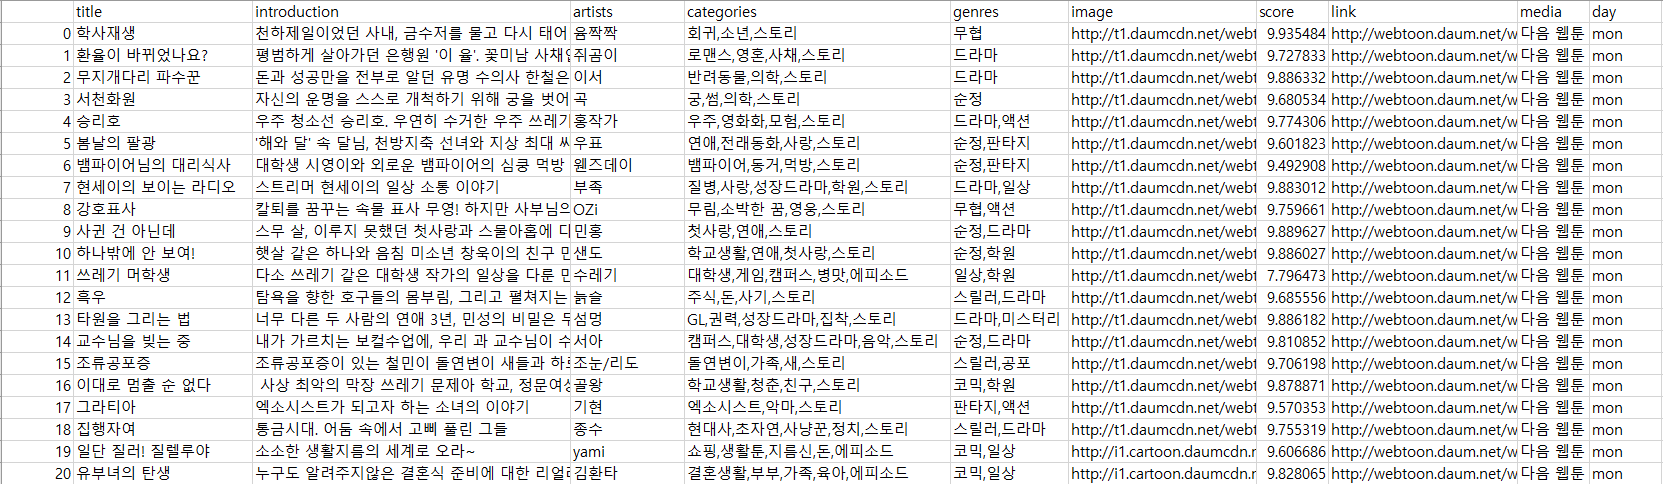 title introduction artists categories genres image score link media day
0 학사재생 천하제일이었던 사내, 금수저를 물고 다시 태어 윰짝짝 회귀,소년,스토리 무협 http://t1.daumcdn.net/webt 9.935484 http://webtoon.daum.net/w 다음 웹툰 mon
1 환율이 바뀌었나요? 평범하게 살아가던 은행원 '이 율'. 꽃미남 사채업 쥐곰이 로맨스,영혼,사채,스토리 드라마 http://t1.daumcdn.net/webt 9.727833 http://webtoon.daum.net/w 다음 웹툰 mon
2 무지개다리 파수꾼 돈과 성공만을 전부로 알던 유명 수의사 한철은 이서 반려동물,의학,스토리 드라마 http://t1.daumcdn.net/webt 9.886332 http://webtoon.daum.net/w 다음 웹툰 mon
3 서천화원 자신의 운명을 스스로 개척하기 위해 궁을 벗어 곡 궁,썸,의학,스토리 순정 http://t1.daumcdn.net/webt 9.680534 http://webtoon.daum.net/w 다음 웹툰 mon
4 승리호 우주 청소선 승리호. 우연히 수거한 우주 쓰레기 홍작가 우주,영화화,모험,스토리 드라마,액션 http://t1.daumcdn.net/webt 9.774306 http://webtoon.daum.net/w 다음 웹툰 mon
5 봄날의 팔광 '해와 달' 속 달님, 천방지축 선녀와 지상 최대 싸 우표 연애,전래동화,사랑,스토리 순정,판타지 http://t1.daumcdn.net/webt 9.601823 http://webtoon.daum.net/w 다음 웹툰 mon
6 뱀파이어님의 대리식사 대학생 시영이와 외로운 뱀파이어의 심쿵 먹방 웬즈데이 뱀파이어,동거,먹방,스토리 순정,판타지 http://t1.daumcdn.net/webt 9.492908 http://webtoon.daum.net/w 다음 웹툰 mon
7 현세이의 보이는 라디오 스트리머 현세이의 일상 소통 이야기 부족 질병,사랑,성장드라마,학원,스토리 드라마,일상 http://t1.daumcdn.net/webt 9.883012 http://webtoon.daum.net/w 다음 웹툰 mon
8 강호표사 칼퇴를 꿈꾸는 속물 표사 무영! 하지만 사부님의 OZi 무림,소박한 꿈,영웅,스토리 무협,액션 http://t1.daumcdn.net/webt 9.759661 http://webtoon.daum.net/w 다음 웹툰 mon
9 사귄 건 아닌데 스무 살, 이루지 못했던 첫사랑과 스물아홉에 다 민홍 첫사랑,연애,스토리 순정,드라마 http://t1.daumcdn.net/webt 9.889627 http://webtoon.daum.net/w 다음 웹툰 mon
10 하나밖에 안 보여! 햇살 같은 하나와 음침 미소년 창욱이의 친구 만 샌도 학교생활,연애,첫사랑,스토리 순정,학원 http://t1.daumcdn.net/webt 9.886027 http://webtoon.daum.net/w 다음 웹툰 mon
11 쓰레기 머학생 다소 쓰레기 같은 대학생 작가의 일상을 다룬 만 수레기 대학생,게임,캠퍼스,병맛,에피소드 일상,학원 http://t1.daumcdn.net/webt 7.796473 http://webtoon.daum.net/w 다음 웹툰 mon
12 흑우 탐욕을 향한 호구들의 몸부림, 그리고 펼쳐지는 늙슬 주식,돈,사기,스토리 스릴러,드라마 http://t1.daumcdn.net/webt 9.685556 http://webtoon.daum.net/w 다음 웹툰 mon
13 타원을 그리는 법 너무 다른 두 사람의 연애 3년, 민성의 비밀은 두 섬멍 GL,권력,성장드라마,집착,스토리 드라마,미스터리 http://t1.daumcdn.net/webt 9.886182 http://webtoon.daum.net/w 다음 웹툰 mon
14 교수님을 빚는 중 내가 가르치는 보컬수업에, 우리 과 교수님이 수 서아 캠퍼스,대학생,성장드라마,음악,스토리 순정,드라마 http://t1.daumcdn.net/webt 9.810852 http://webtoon.daum.net/w 다음 웹툰 mon
15 조류공포증 조류공포증이 있는 철민이 돌연변이 새들과 하루 조눈/리도 돌연변이,가족,새,스토리 스릴러,공포 http://t1.daumcdn.net/webt 9.706198 http://webtoon.daum.net/w 다음 웹툰 mon
16 이대로 멈출 순 없다 사상 최악의 막장 쓰레기 문제아 학교, 정문여상 골왕 학교생활,청춘,친구,스토리 코믹,학원 http://t1.daumcdn.net/webt 9.878871 http://webtoon.daum.net/w 다음 웹툰 mon
17 그라티아 엑소시스트가 되고자 하는 소녀의 이야기 기현 엑소시스트,악마,스토리 판타지,액션 http://t1.daumcdn.net/webt 9.570353 http://webtoon.daum.net/w 다음 웹툰 mon
18 집행자여 통금시대. 어둠 속에서 고삐 풀린 그들 종수 현대사,초자연,사냥꾼,정치,스토리 스릴러,드라마 http://t1.daumcdn.net/webt 9.755319 http://webtoon.daum.net/w 다음 웹툰 mon
19 일단 질러! 질렐루야 소소한 생활지름의 세계로 오라~ yami 쇼핑,생활툰,지름신,돈,에피소드 코믹,일상 http://i1.cartoon.daumcdn.r 9.606686 http://webtoon.daum.net/w 다음 웹툰 mon
20 유부녀의 탄생 누구도 알려주지않은 결혼식 준비에 대한 리얼 김환타 결혼생활,부부,가족,육아,에피소드 코믹,일상 http://i1.cartoon.daumcdn.r 9.828065 http://webtoon.daum.net/w 다음 웹툰 mon